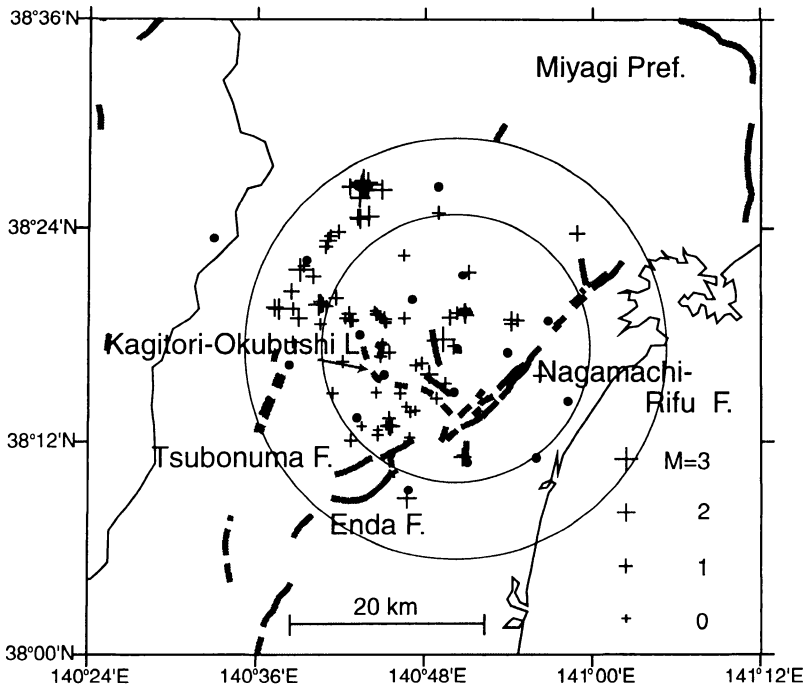 38°36'N
Miyagi Pref.
38°24'N
Kagitori-Okubushi L.
Nagamachi-
Rifu F.
38°12'N
Tsubonuma F.
M=3
2
Enda F.
1
20 km
0
38°00'N
140°24'E 140°36'E 140°48'E 141°00'E 141°12'E